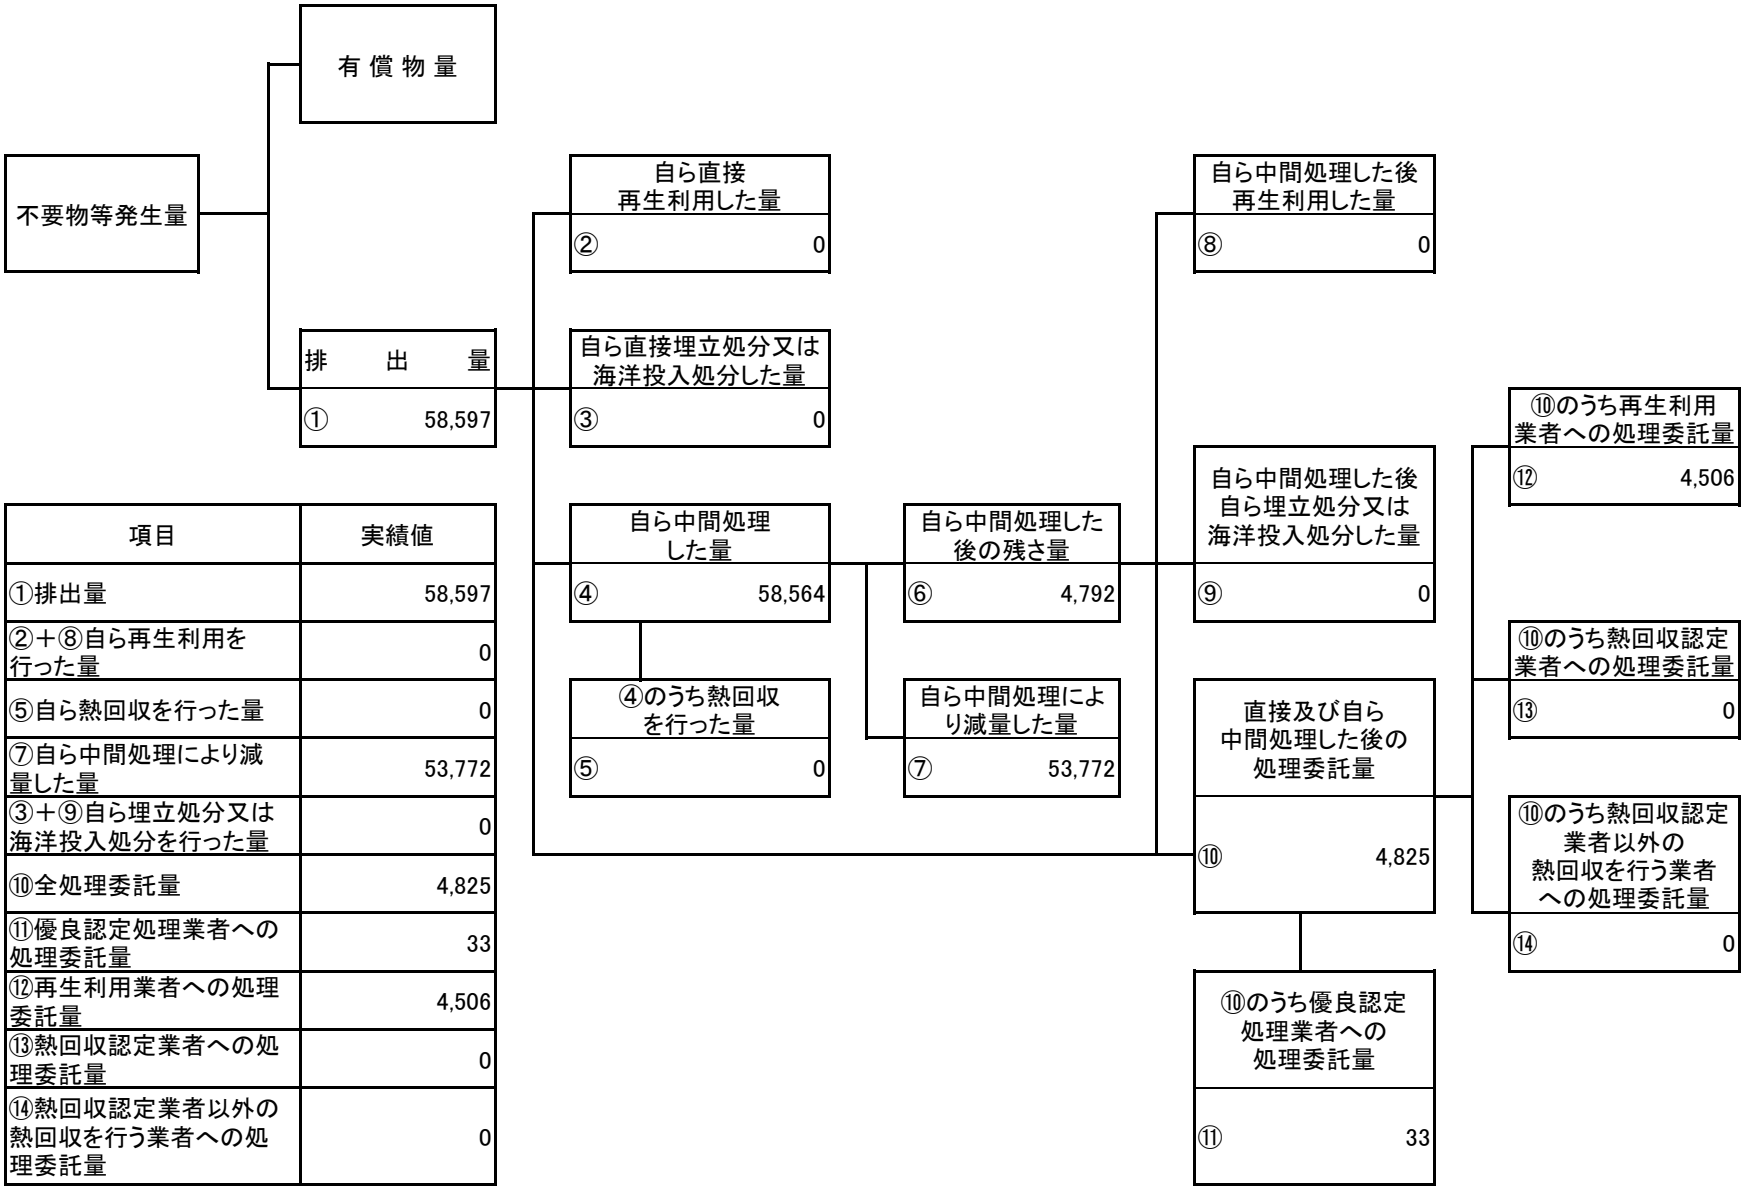 有償物量
不要物等発生量
自ら直接
再生利用した量
② 0
自ら中間処理した後
再生利用した量
⑧ 0
排出量
① 58,597
自ら直接埋立処分又は
海洋投入処分した量
③ 0
⑩のうち再生利用
業者への処理委託量
⑫ 4,506
自ら中間処理した後
自ら埋立処分又は
海洋投入処分した量
⑨ 0
自ら中間処理
した量
④ 58,564
自ら中間処理した
後の残さ量
⑥ 4,792
⑩のうち熱回収認定
業者への処理委託量
⑬ 0
④のうち熱回収
を行った量
⑤ 0
自ら中間処理によ
り減量した量
⑦ 53,772
直接及び自ら
中間処理した後の
処理委託量
⑩ 4,825
⑩のうち熱回収認定
業者以外の
熱回収を行う業者
への処理委託量
⑭ 0
⑩のうち優良認定
処理業者への
処理委託量
⑪ 33
項目 実績値
①排出量 58,597
②＋⑧自ら再生利用を
行った量 0
⑤自ら熱回収を行った量 0
⑦自ら中間処理により減
量した量 53,772
③＋⑨自ら埋立処分又は
海洋投入処分を行った量 0
⑩全処理委託量 4,825
⑪優良認定処理業者への
処理委託量 33
⑫再生利用業者への処理
委託量 4,506
⑬熱回収認定業者への処
理委託量 0
⑭熱回収認定業者以外の
熱回収を行う業者への処
理委託量 0